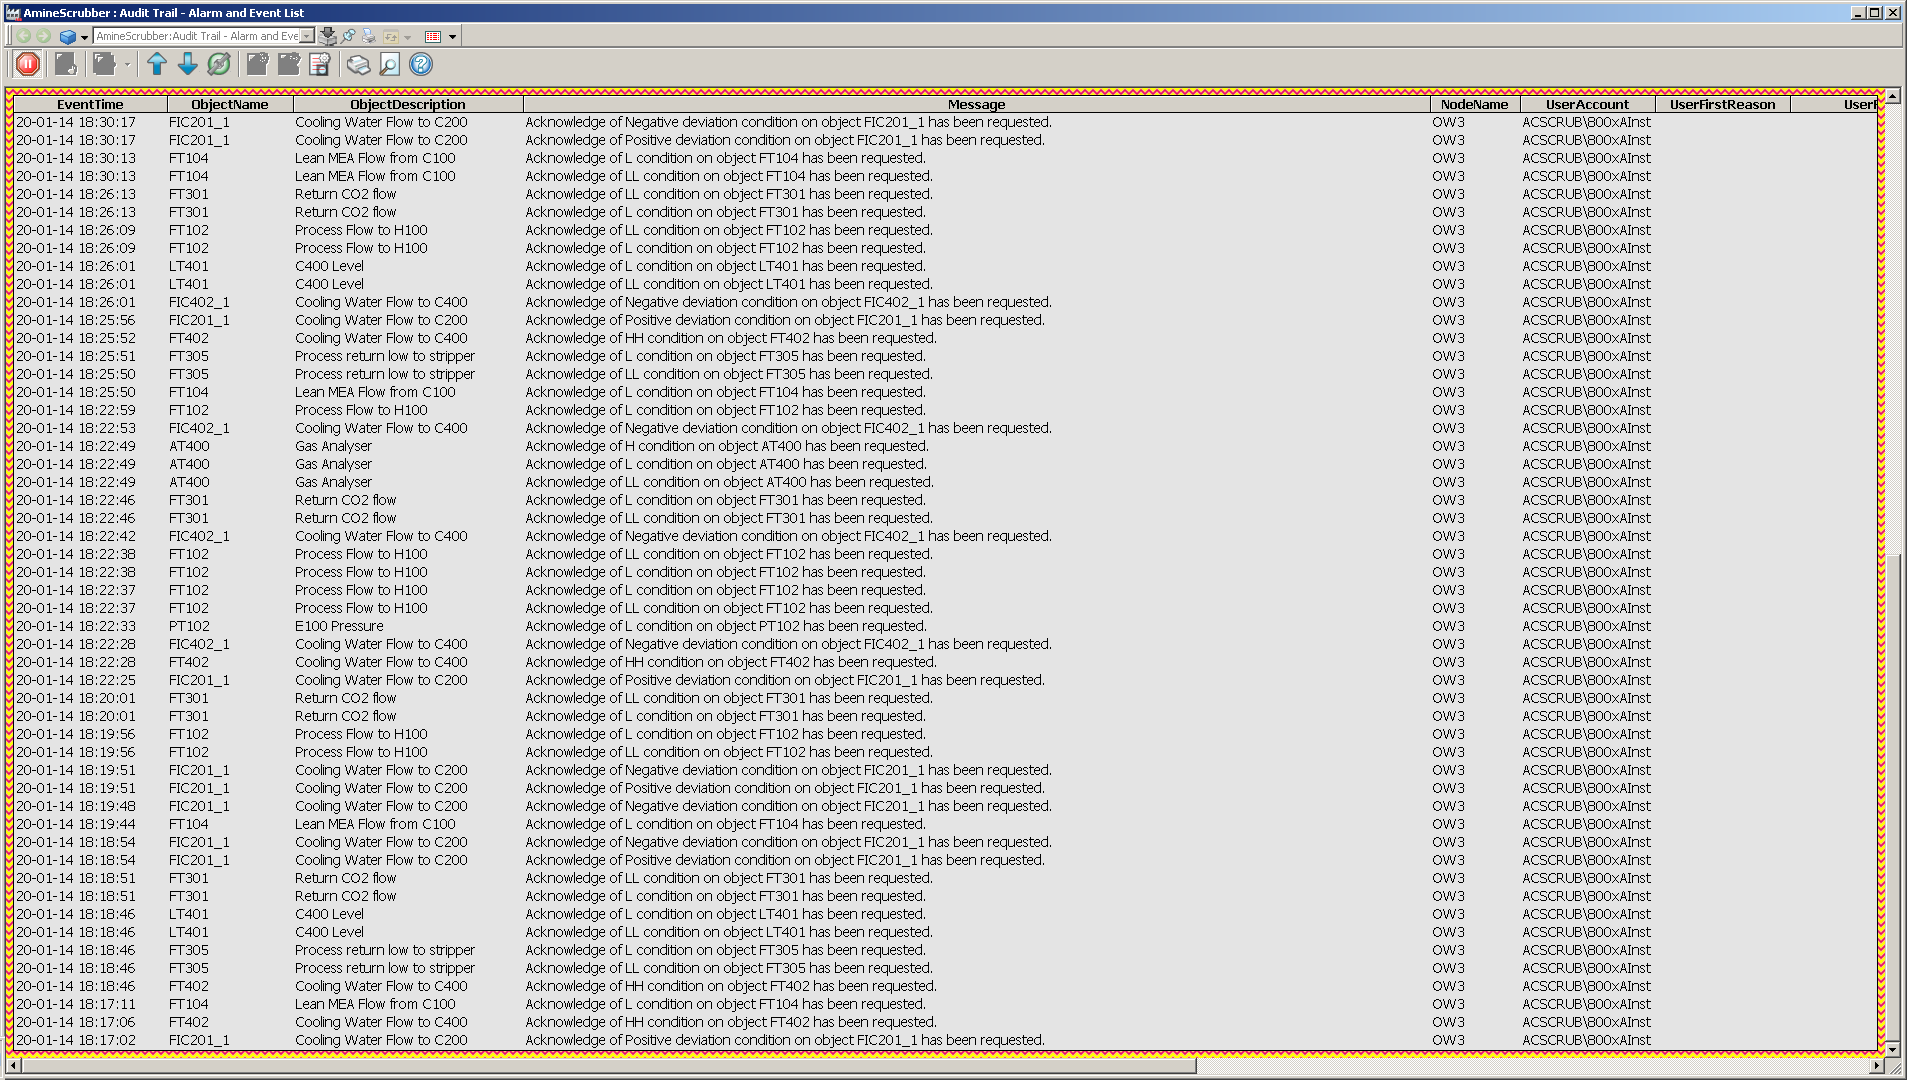 AmineScrubber : Audit Trail - Alarm and Event List
AmineScrubber:Audit Trail - Alarm and Eve
EventTime ObjectName ObjectDescription Message NodeName UserAccount UserFirstReason
20-01-14 18:30:17 FIC201_1 Cooling Water Flow to C200 Acknowledge of Negative deviation condition on object FIC201_1 has been requested. OW3 ACSCRUB\800xAInst
20-01-14 18:30:17 FIC201_1 Cooling Water Flow to C200 Acknowledge of Positive deviation condition on object FIC201_1 has been requested. OW3 ACSCRUB\800xAInst
20-01-14 18:30:13 FT104 Lean MEA Flow from C100 Acknowledge of L condition on object FT104 has been requested. OW3 ACSCRUB\800xAInst
20-01-14 18:30:13 FT104 Lean MEA Flow from C100 Acknowledge of LL condition on object FT104 has been requested. OW3 ACSCRUB\800xAInst
20-01-14 18:26:13 FT301 Return CO2 flow Acknowledge of LL condition on object FT301 has been requested. OW3 ACSCRUB\800xAInst
20-01-14 18:26:13 FT301 Return CO2 flow Acknowledge of L condition on object FT301 has been requested. OW3 ACSCRUB\800xAInst
20-01-14 18:26:09 FT102 Process Flow to H100 Acknowledge of LL condition on object FT102 has been requested. OW3 ACSCRUB\800xAInst
20-01-14 18:26:09 FT102 Process Flow to H100 Acknowledge of L condition on object FT102 has been requested. OW3 ACSCRUB\800xAInst
20-01-14 18:26:01 LT401 C400 Level Acknowledge of L condition on object LT401 has been requested. OW3 ACSCRUB\800xAInst
20-01-14 18:26:01 LT401 C400 Level Acknowledge of LL condition on object LT401 has been requested. OW3 ACSCRUB\800xAInst
20-01-14 18:26:01 FIC402_1 Cooling Water Flow to C400 Acknowledge of Negative deviation condition on object FIC402_1 has been requested. OW3 ACSCRUB\800xAInst
20-01-14 18:25:56 FIC201_1 Cooling Water Flow to C200 Acknowledge of Positive deviation condition on object FIC201_1 has been requested. OW3 ACSCRUB\800xAInst
20-01-14 18:25:52 FT402 Cooling Water Flow to C400 Acknowledge of HH condition on object FT402 has been requested. OW3 ACSCRUB\800xAInst
20-01-14 18:25:51 FT305 Process return low to stripper Acknowledge of L condition on object FT305 has been requested. OW3 ACSCRUB\800xAInst
20-01-14 18:25:50 FT305 Process return low to stripper Acknowledge of LL condition on object FT305 has been requested. OW3 ACSCRUB\800xAInst
20-01-14 18:25:50 FT104 Lean MEA Flow from C100 Acknowledge of L condition on object FT104 has been requested. OW3 ACSCRUB\800xAInst
20-01-14 18:22:59 FT102 Process Flow to H100 Acknowledge of L condition on object FT102 has been requested. OW3 ACSCRUB\800xAInst
20-01-14 18:22:53 FIC402_1 Cooling Water Flow to C400 Acknowledge of Negative deviation condition on object FIC402_1 has been requested. OW3 ACSCRUB\800xAInst
20-01-14 18:22:49 AT400 Gas Analyser Acknowledge of H condition on object AT400 has been requested. OW3 ACSCRUB\800xAInst
20-01-14 18:22:49 AT400 Gas Analyser Acknowledge of L condition on object AT400 has been requested. OW3 ACSCRUB\800xAInst
20-01-14 18:22:49 AT400 Gas Analyser Acknowledge of LL condition on object AT400 has been requested. OW3 ACSCRUB\800xAInst
20-01-14 18:22:46 FT301 Return CO2 flow Acknowledge of L condition on object FT301 has been requested. OW3 ACSCRUB\800xAInst
20-01-14 18:22:46 FT301 Return CO2 flow Acknowledge of LL condition on object FT301 has been requested. OW3 ACSCRUB\800xAInst
20-01-14 18:22:42 FIC402_1 Cooling Water Flow to C400 Acknowledge of Negative deviation condition on object FIC402_1 has been requested. OW3 ACSCRUB\800xAInst
20-01-14 18:22:38 FT102 Process Flow to H100 Acknowledge of LL condition on object FT102 has been requested. OW3 ACSCRUB\800xAInst
20-01-14 18:22:38 FT102 Process Flow to H100 Acknowledge of L condition on object FT102 has been requested. OW3 ACSCRUB\800xAInst
20-01-14 18:22:37 FT102 Process Flow to H100 Acknowledge of L condition on object FT102 has been requested. OW3 ACSCRUB\800xAInst
20-01-14 18:22:37 FT102 Process Flow to H100 Acknowledge of LL condition on object FT102 has been requested. OW3 ACSCRUB\800xAInst
20-01-14 18:22:33 PT102 E100 Pressure Acknowledge of L condition on object PT102 has been requested. OW3 ACSCRUB\800xAInst
20-01-14 18:22:28 FIC402_1 Cooling Water Flow to C400 Acknowledge of Negative deviation condition on object FIC402_1 has been requested. OW3 ACSCRUB\800xAInst
20-01-14 18:22:28 FT402 Cooling Water Flow to C400 Acknowledge of HH condition on object FT402 has been requested. OW3 ACSCRUB\800xAInst
20-01-14 18:22:25 FIC201_1 Cooling Water Flow to C200 Acknowledge of Positive deviation condition on object FIC201_1 has been requested. OW3 ACSCRUB\800xAInst
20-01-14 18:20:01 FT301 Return CO2 flow Acknowledge of LL condition on object FT301 has been requested. OW3 ACSCRUB\800xAInst
20-01-14 18:20:01 FT301 Return CO2 flow Acknowledge of L condition on object FT301 has been requested. OW3 ACSCRUB\800xAInst
20-01-14 18:19:56 FT102 Process Flow to H100 Acknowledge of L condition on object FT102 has been requested. OW3 ACSCRUB\800xAInst
20-01-14 18:19:56 FT102 Process Flow to H100 Acknowledge of LL condition on object FT102 has been requested. OW3 ACSCRUB\800xAInst
20-01-14 18:19:51 FIC201_1 Cooling Water Flow to C200 Acknowledge of Negative deviation condition on object FIC201_1 has been requested. OW3 ACSCRUB\800xAInst
20-01-14 18:19:51 FIC201_1 Cooling Water Flow to C200 Acknowledge of Positive deviation condition on object FIC201_1 has been requested. OW3 ACSCRUB\800xAInst
20-01-14 18:19:48 FIC201_1 Cooling Water Flow to C200 Acknowledge of Negative deviation condition on object FIC201_1 has been requested. OW3 ACSCRUB\800xAInst
20-01-14 18:19:44 FT104 Lean MEA Flow from C100 Acknowledge of L condition on object FT104 has been requested. OW3 ACSCRUB\800xAInst
20-01-14 18:18:54 FIC201_1 Cooling Water Flow to C200 Acknowledge of Negative deviation condition on object FIC201_1 has been requested. OW3 ACSCRUB\800xAInst
20-01-14 18:18:54 FIC201_1 Cooling Water Flow to C200 Acknowledge of Positive deviation condition on object FIC201_1 has been requested. OW3 ACSCRUB\800xAInst
20-01-14 18:18:51 FT301 Return CO2 flow Acknowledge of LL condition on object FT301 has been requested. OW3 ACSCRUB\800xAInst
20-01-14 18:18:51 FT301 Return CO2 flow Acknowledge of L condition on object FT301 has been requested. OW3 ACSCRUB\800xAInst
20-01-14 18:18:46 LT401 C400 Level Acknowledge of L condition on object LT401 has been requested. OW3 ACSCRUB\800xAInst
20-01-14 18:18:46 LT401 C400 Level Acknowledge of LL condition on object LT401 has been requested. OW3 ACSCRUB\800xAInst
20-01-14 18:18:46 FT305 Process return low to stripper Acknowledge of L condition on object FT305 has been requested. OW3 ACSCRUB\800xAInst
20-01-14 18:18:46 FT305 Process return low to stripper Acknowledge of LL condition on object FT305 has been requested. OW3 ACSCRUB\800xAInst
20-01-14 18:18:46 FT402 Cooling Water Flow to C400 Acknowledge of HH condition on object FT402 has been requested. OW3 ACSCRUB\800xAInst
20-01-14 18:17:11 FT104 Lean MEA Flow from C100 Acknowledge of L condition on object FT104 has been requested. OW3 ACSCRUB\800xAInst
20-01-14 18:17:06 FT402 Cooling Water Flow to C400 Acknowledge of HH condition on object FT402 has been requested. OW3 ACSCRUB\800xAInst
20-01-14 18:17:02 FIC201_1 Cooling Water Flow to C200 Acknowledge of Positive deviation condition on object FIC201_1 has been requested. OW3 ACSCRUB\800xAInst